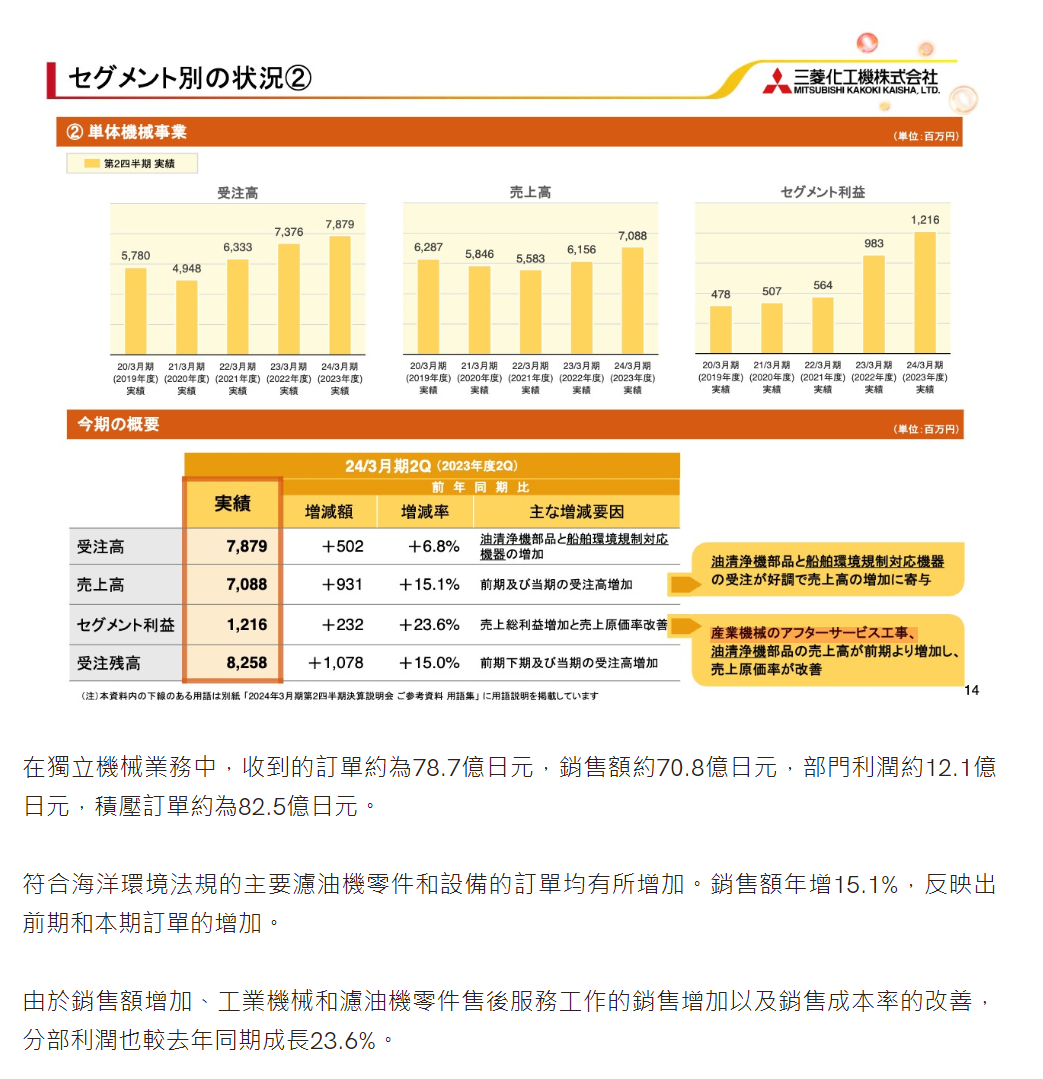 セグメント別の状況②
三菱化工機株式会社
MITSUBISHI KAKOKI KAISHA, LTD.
② 単体機械事業
（単位：百万円）
第2四半期 実績
受注高
5,780
4,948
6,333
7,376
7,879
20/3月期 21/3月期 22/3月期 23/3月期 24/3月期
(2019年度) (2020年度) (2021年度) (2022年度) (2023年度)
実績 実績 実績 実績 実績
売上高
6,287
5,846
5,583
6,156
7,088
20/3月期 21/3月期 22/3月期 23/3月期 24/3月期
(2019年度) (2020年度) (2021年度) (2022年度) (2023年度)
実績 実績 実績 実績 実績
セグメント利益
478
507
564
983
1,216
20/3月期 21/3月期 22/3月期 23/3月期 24/3月期
(2019年度) (2020年度) (2021年度) (2022年度) (2023年度)
実績 実績 実績 実績 実績
今期の概要
（単位：百万円）
24/3月期2Q（2023年度2Q）
前年同期比
実績 増減額 増減率 主な増減要因
受注高 7,879 ＋502 ＋6.8% 油清浄機部品と船舶環境規制対応
機器の増加
売上高 7,088 ＋931 ＋15.1% 前期及び当期の受注高増加
セグメント利益 1,216 ＋232 ＋23.6% 売上総利益増加と売上原価率改善
受注残高 8,258 ＋1,078 ＋15.0% 前期下期及び当期の受注高増加
油清浄機部品と船舶環境規制対応機器
の受注が好調で売上高の増加に寄与
産業機械のアフターサービス工事、
油清浄機部品の売上高が前期より増加し、
売上原価率が改善
（注）本資料内の下線のある用語は別紙「2024年3月期第2四半期決算説明会 ご参考資料 用語集」に用語説明を掲載しています
14
在獨立機械業務中，收到的訂單約為78.7億日元，銷售額約70.8億日元，部門利潤約12.1億
日元，積壓訂單約為82.5億日元。
符合海洋環境法規的主要濾油機零件和設備的訂單均有所增加。銷售額年增15.1%，反映出
前期和本期訂單的增加。
由於銷售額增加、工業機械和濾油機零件售後服務工作的銷售增加以及銷售成本率的改善，
分部利潤也較去年同期成長23.6%。